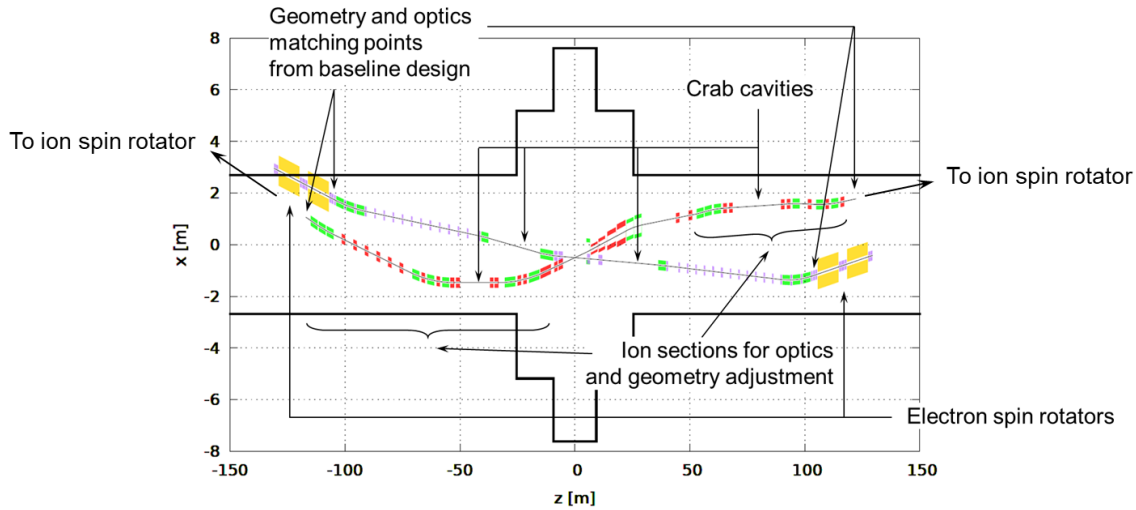 Geometry and optics
matching points
from baseline design
Crab cavities
To ion spin rotator
To ion spin rotator
Ion sections for optics
and geometry adjustment
Electron spin rotators
8
6
4
2
0
-2
-4
-6
-8
x [m]
-150
-100
-50
0
50
100
150
z [m]